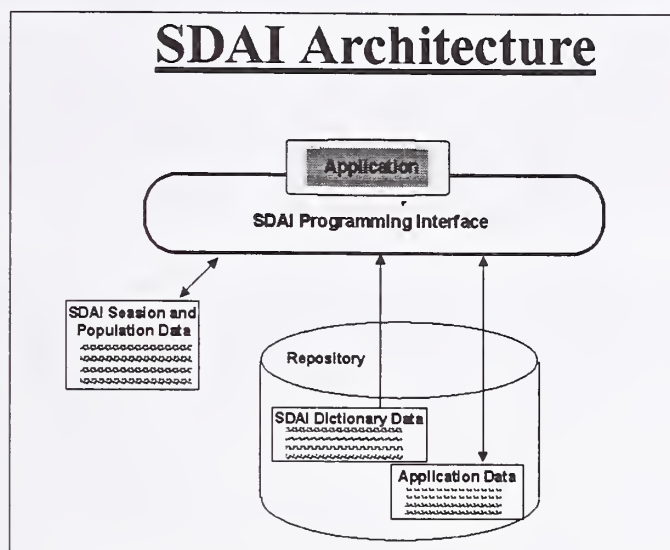 SDAI Architecture
Application
SDAI Programming Interface
SDAI Session and
Population Data
Repository
SDAI Dictionary Data
Application Data